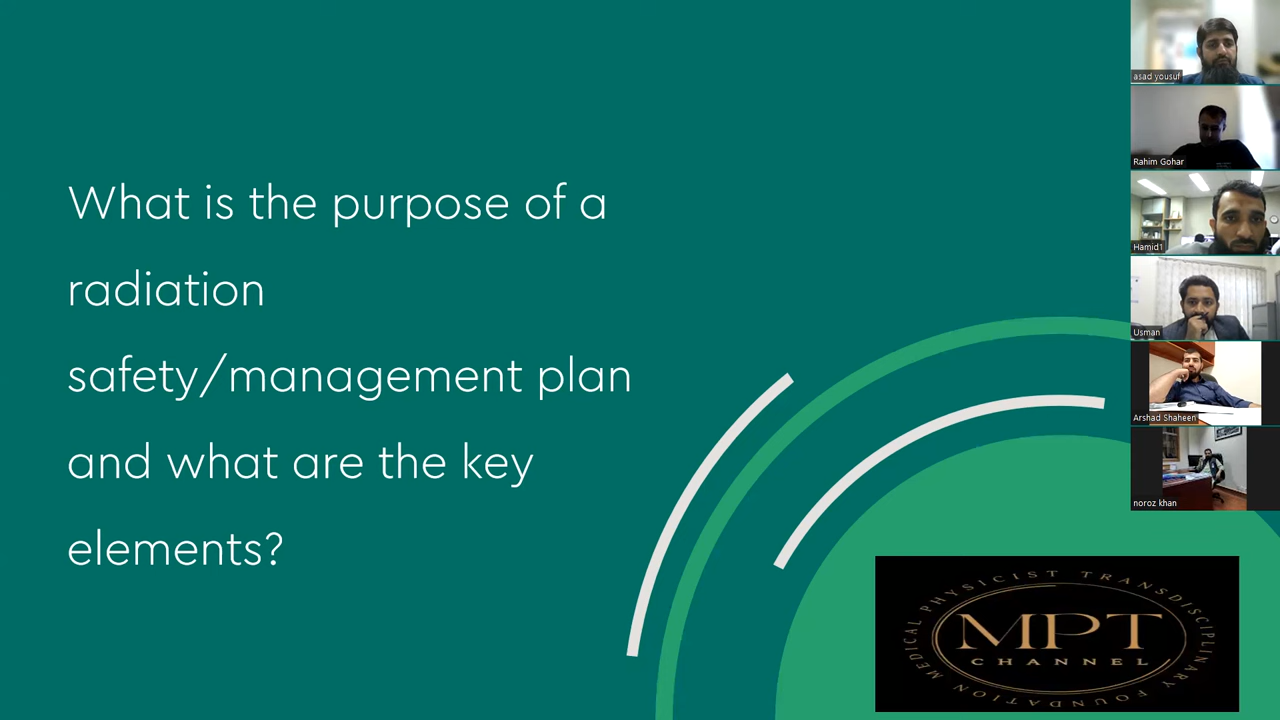 What is the purpose of a
radiation
safety/management plan
and what are the key
elements?
asad yousuf
Rahim Gohar
Hamid1
Usman
Arshad Shaheen
noroz khan
MEDICAL PHYSICIST TRANSDISCIPLINARY FOUNDATION
MPT
CHANNEL